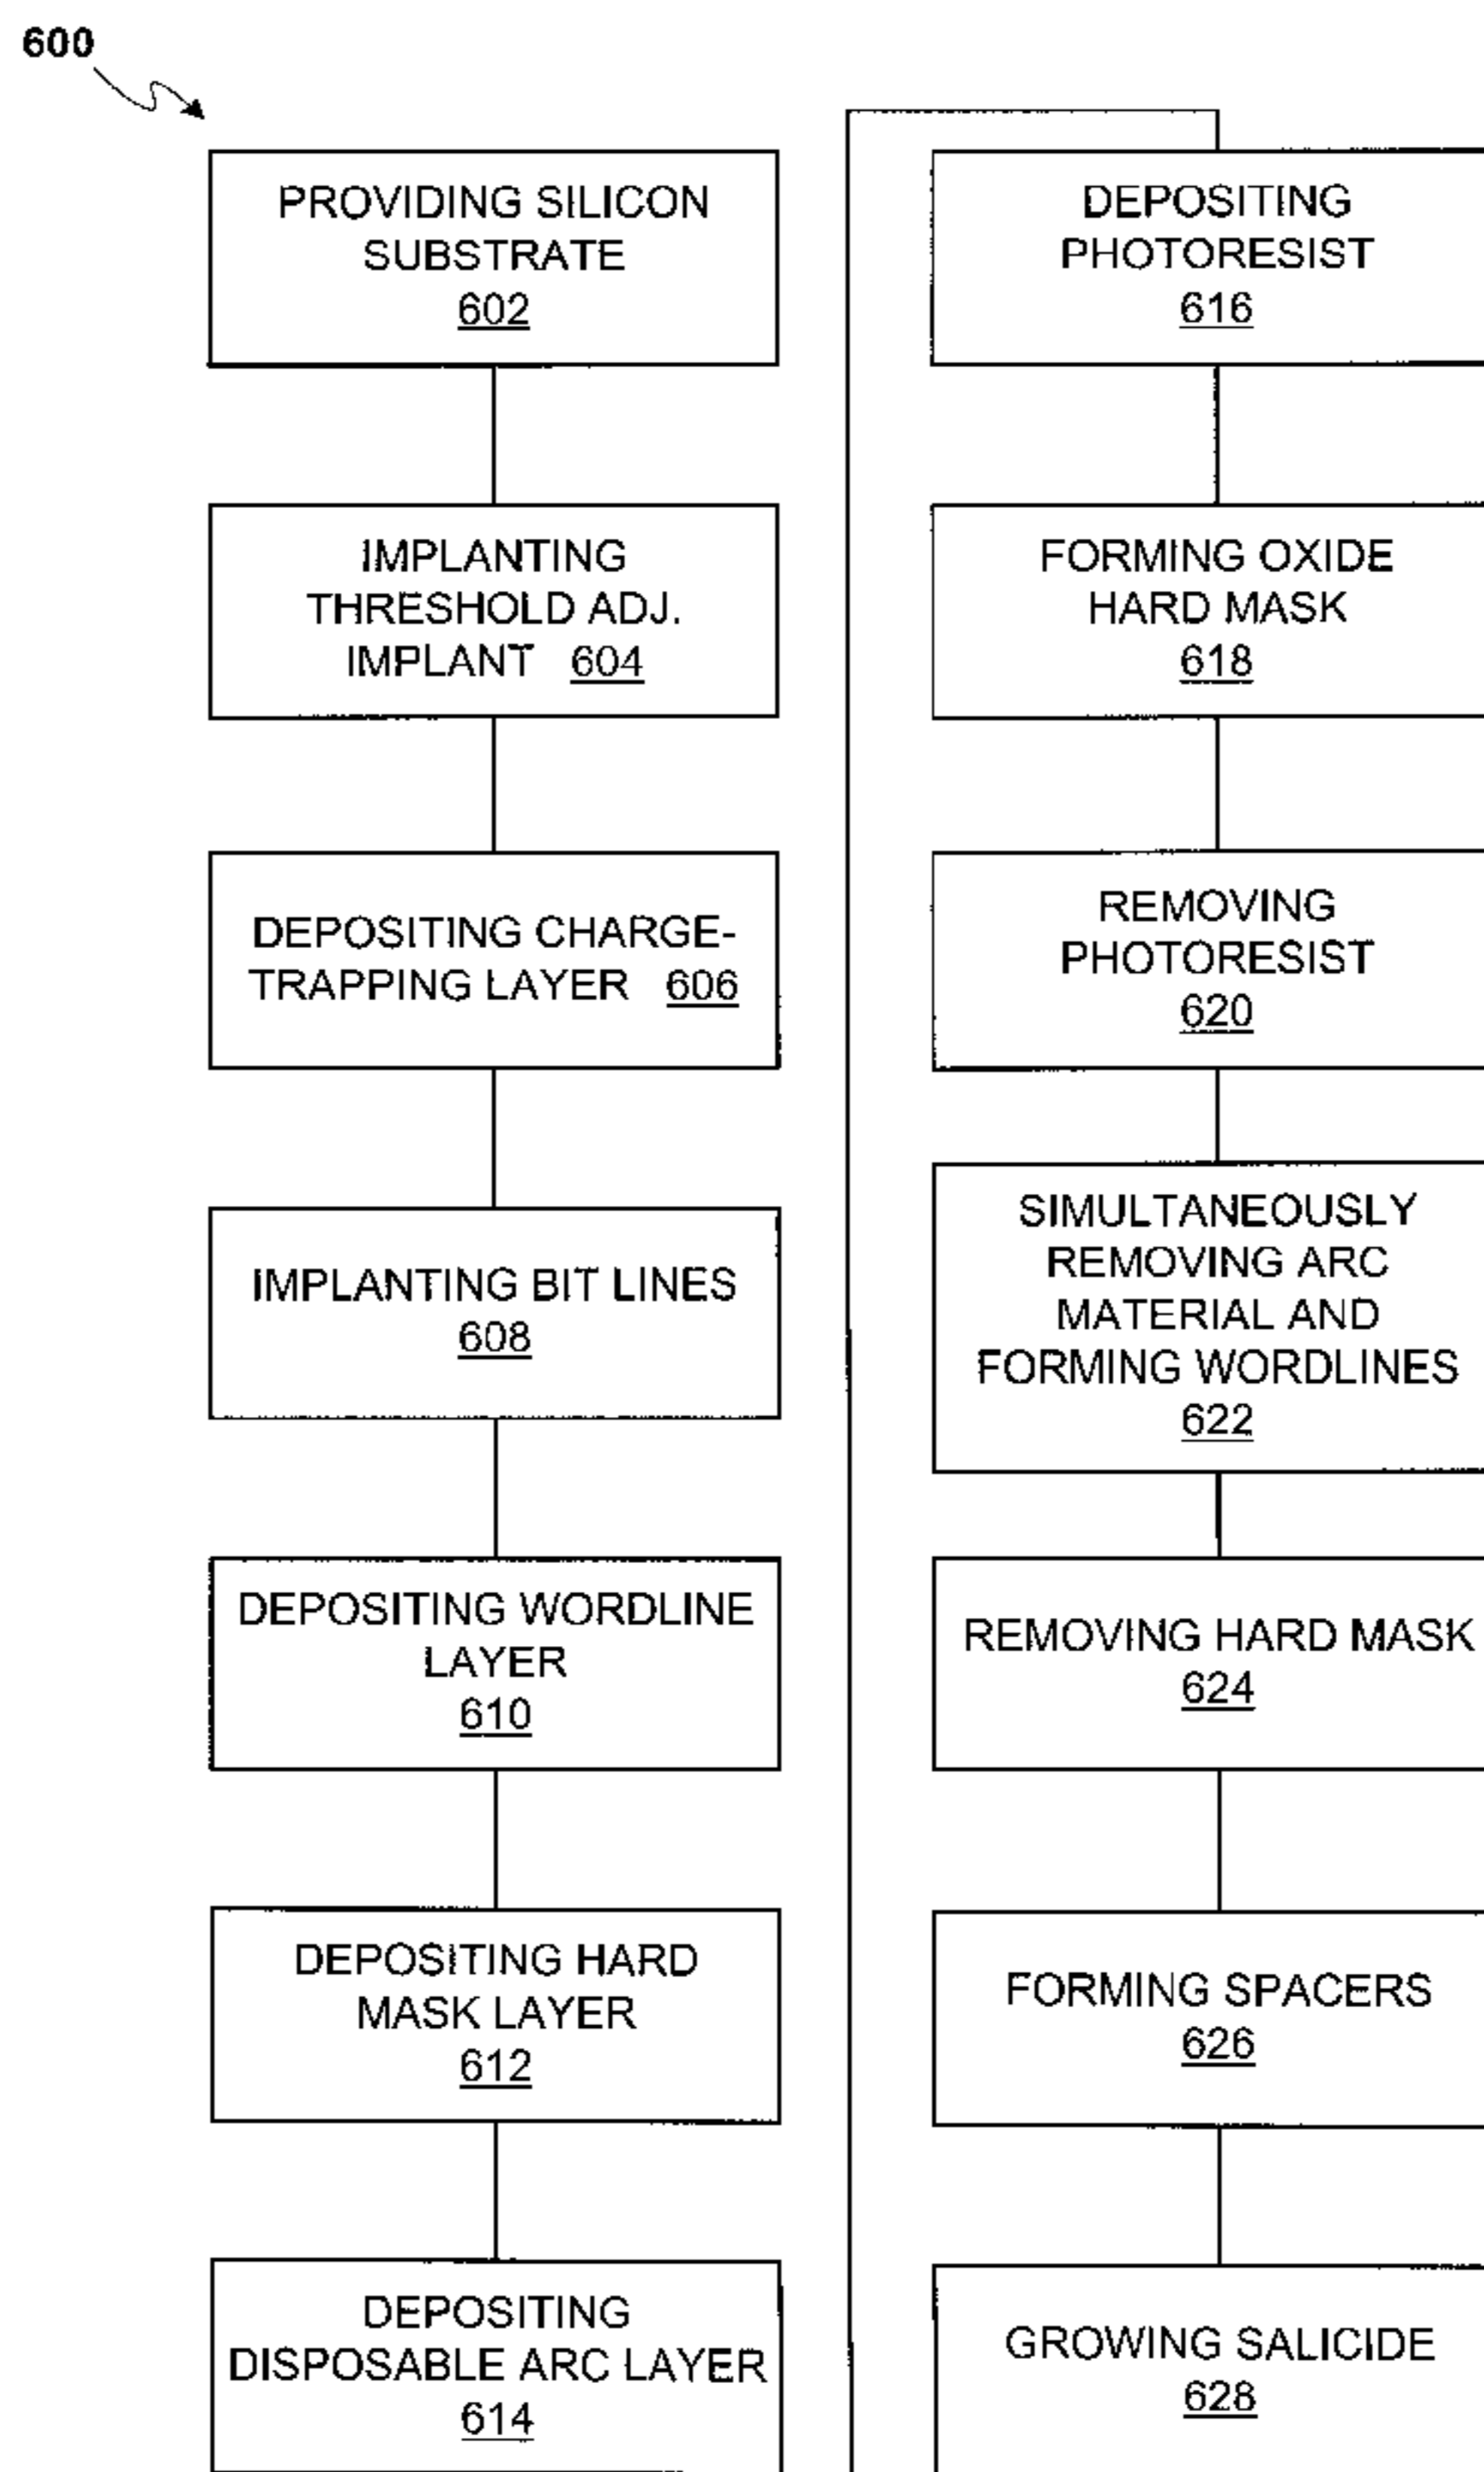 600
PROVIDING SILICON
SUBSTRATE
602
IMPLANTING
THRESHOLD ADJ.
IMPLANT 604
DEPOSITING CHARGE-
TRAPPING LAYER 606
IMPLANTING BIT LINES
608
DEPOSITING WORDLINE
LAYER
610
DEPOSITING HARD
MASK LAYER
612
DEPOSITING
DISPOSABLE ARC LAYER
614
DEPOSITING
PHOTORESIST
616
FORMING OXIDE
HARD MASK
618
REMOVING
PHOTORESIST
620
SIMULTANEOUSLY
REMOVING ARC
MATERIAL AND
FORMING WORDLINES
622
REMOVING HARD MASK
624
FORMING SPACERS
626
GROWING SALICIDE
628